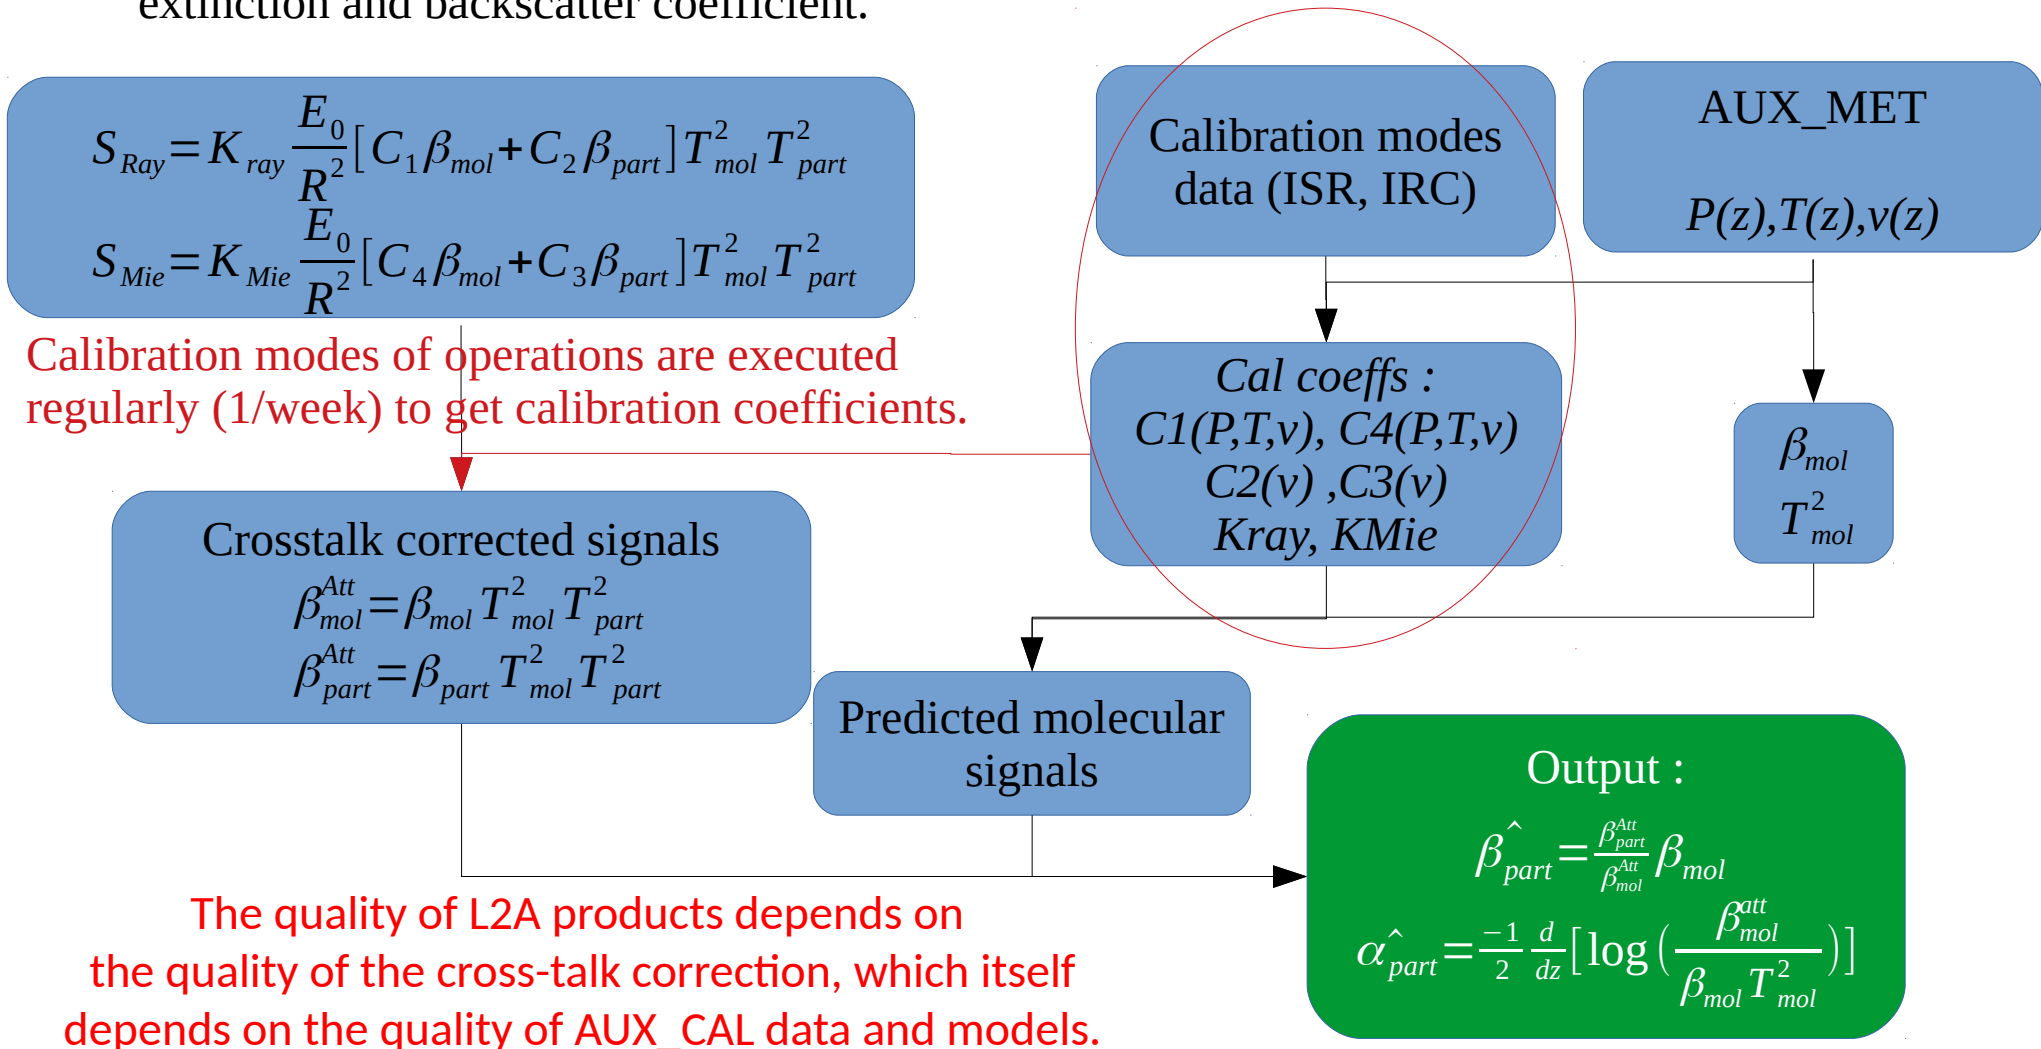 extinction and backscatter coefficient.
S_Ray = K_ray E_0/R^2 [C_1 β_mol + C_2 β_part] T^2_mol T^2_part
S_Mie = K_Mie E_0/R^2 [C_4 β_mol + C_3 β_part] T^2_mol T^2_part
Calibration modes
data (ISR, IRC)
AUX_MET
P(z),T(z),v(z)
Calibration modes of operations are executed
regularly (1/week) to get calibration coefficients.
Cal coeffs :
C1(P,T,v), C4(P,T,v)
C2(v) ,C3(v)
Kray, KMie
β_mol
T^2_mol
Crosstalk corrected signals
β^Att_mol = β_mol T^2_mol T^2_part
β^Att_part = β_part T^2_mol T^2_part
Predicted molecular
signals
Output :
β̂_part = β^Att_part/β^Att_mol β_mol
α̂_part = −1/2 d/dz [log(β^att_mol/(β_mol T^2_mol))]
The quality of L2A products depends on
the quality of the cross-talk correction, which itself
depends on the quality of AUX_CAL data and models.